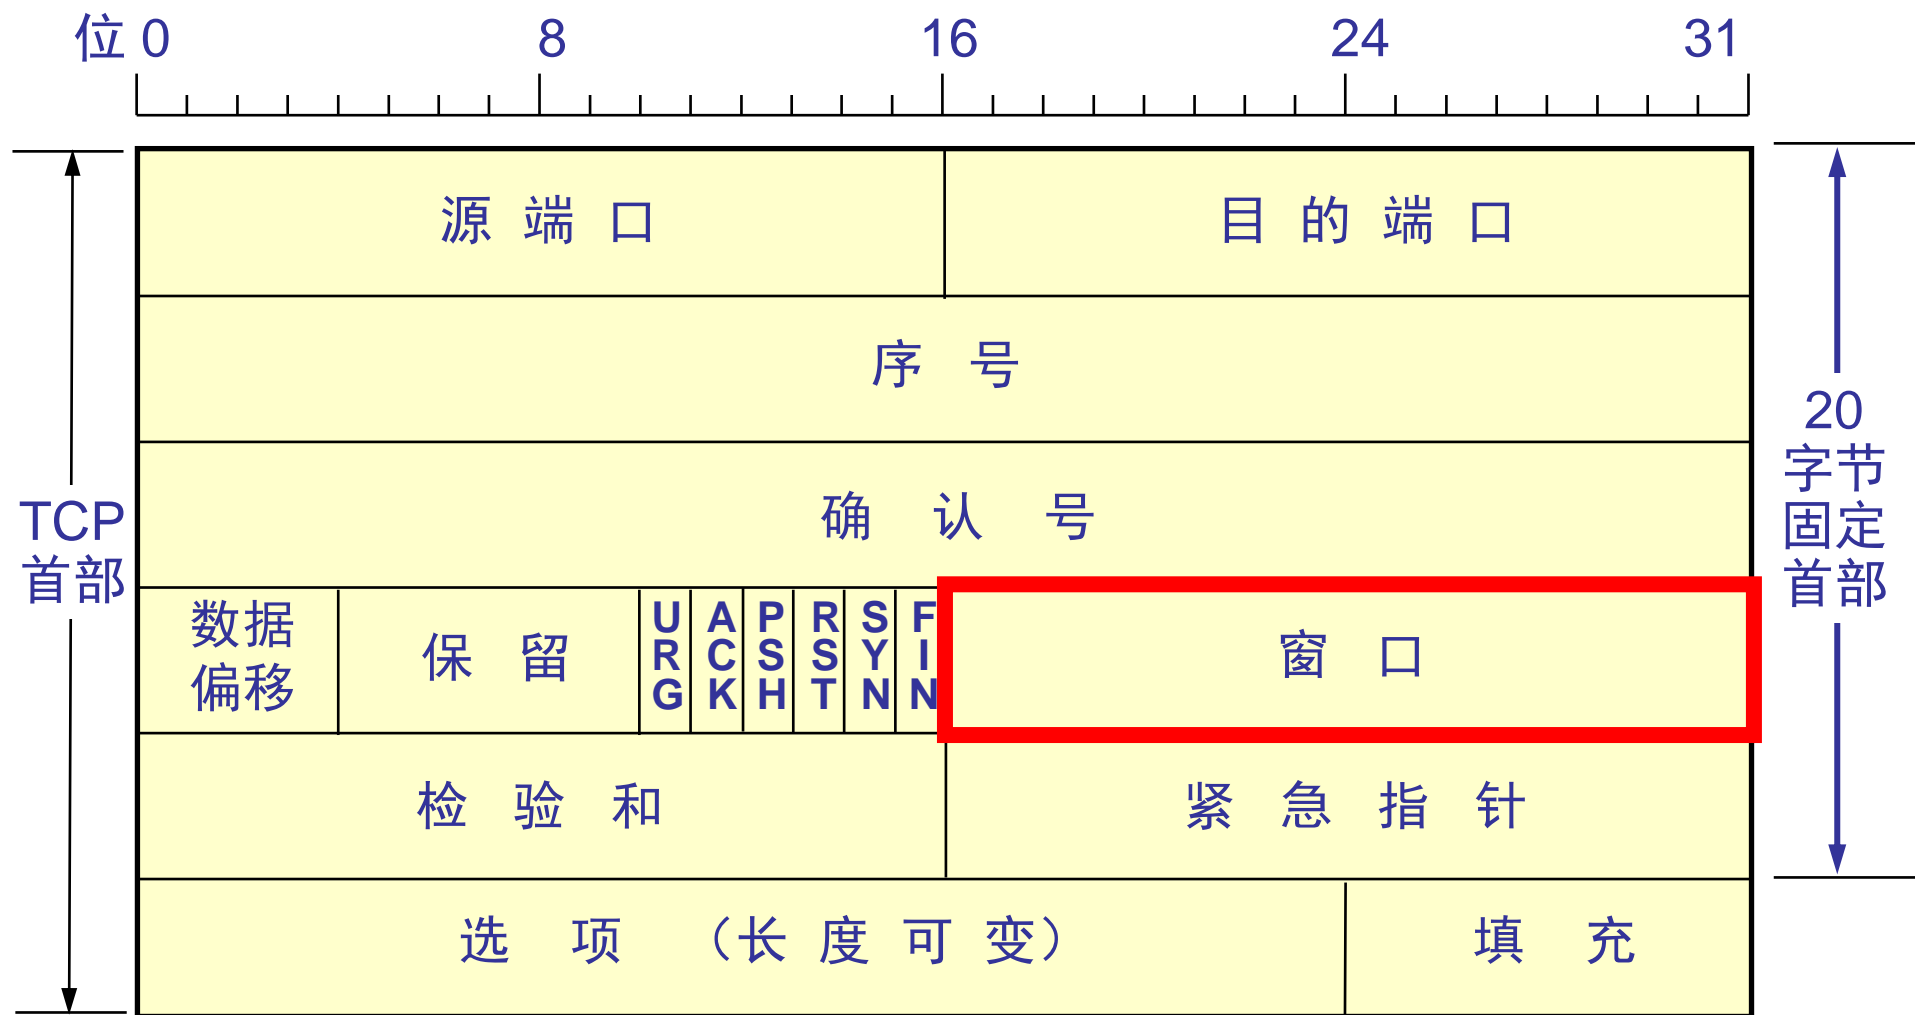 位 0 8 16 24 31
源 端 口 目 的 端 口
序 号
确 认 号
TCP
首部
20
字节
固定
首部
数据
偏移
保 留
URG
ACK
PSH
RST
SYN
FIN
窗 口
检 验 和 紧 急 指 针
选 项 （长 度 可 变） 填 充